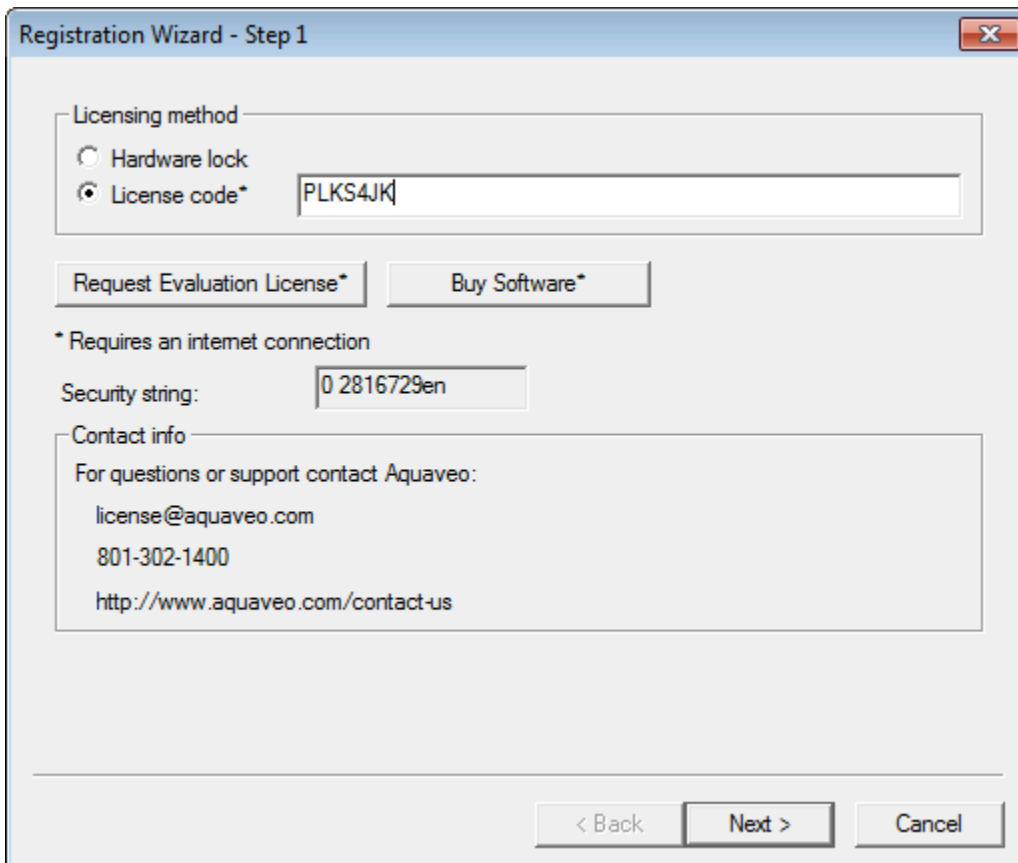 Registration Wizard - Step 1
Licensing method
Hardware lock
License code* PLKS4JK
Request Evaluation License* Buy Software*
* Requires an internet connection
Security string: 0 2816729en
Contact info
For questions or support contact Aquaveo:
license@aquaveo.com
801-302-1400
http://www.aquaveo.com/contact-us
< Back Next > Cancel